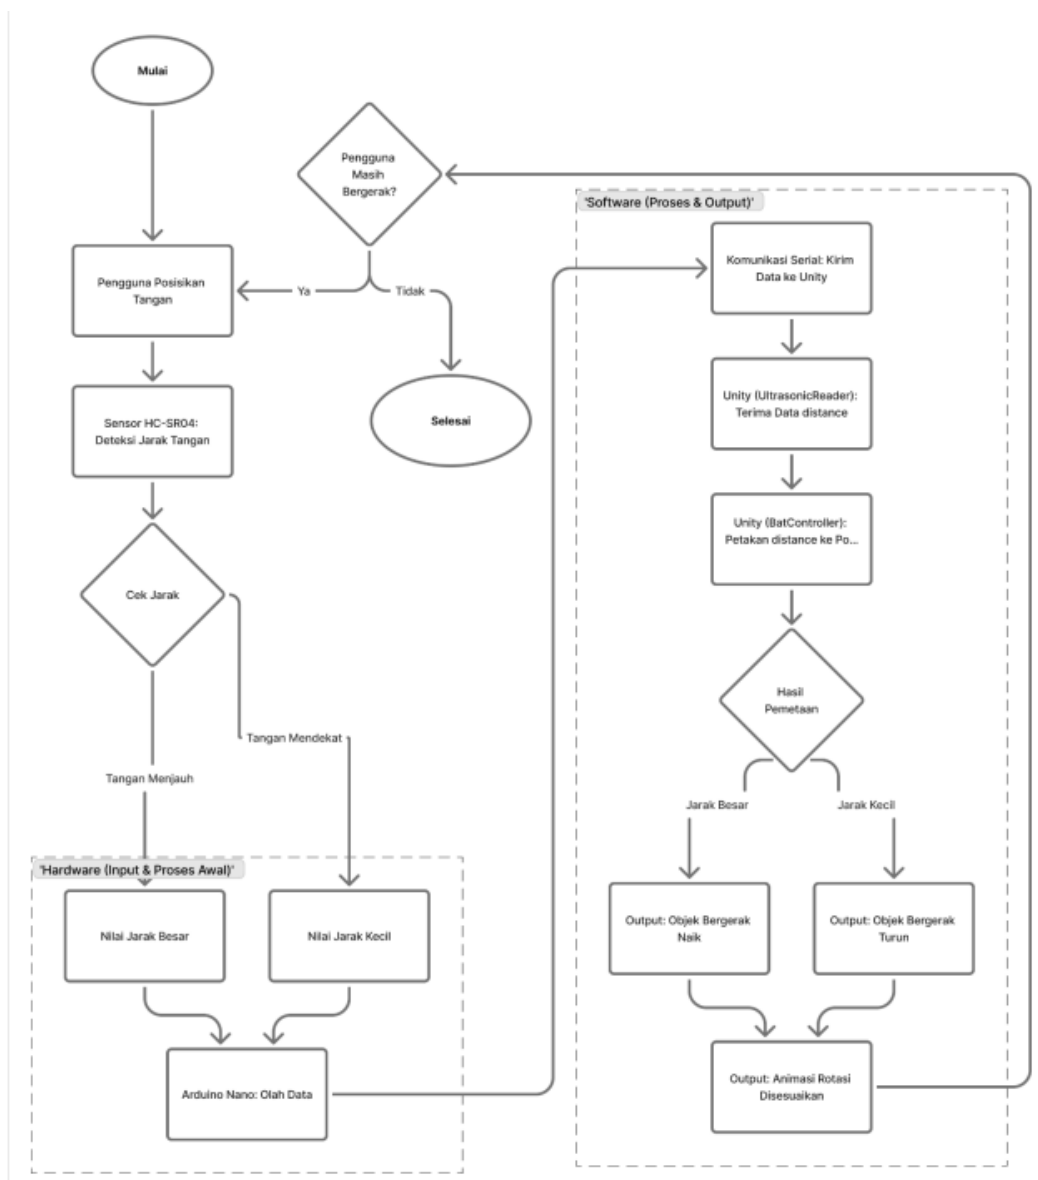 Mulai
Pengguna
Masih
Bergerak?
Ya
Tidak
Selesai
Pengguna Posisikan
Tangan
Sensor HC-SR04:
Deteksi Jarak Tangan
Cek Jarak
Tangan Mendekat
Tangan Menjauh
'Hardware (Input & Proses Awal)'
Nilai Jarak Besar
Nilai Jarak Kecil
Arduino Nano: Olah Data
'Software (Proses & Output)'
Komunikasi Serial: Kirim
Data ke Unity
Unity (UltrasonicReader):
Terima Data distance
Unity (BatController):
Petakan distance ke Po...
Hasil
Pemetaan
Jarak Besar
Jarak Kecil
Output: Objek Bergerak
Naik
Output: Objek Bergerak
Turun
Output: Animasi Rotasi
Disesuaikan